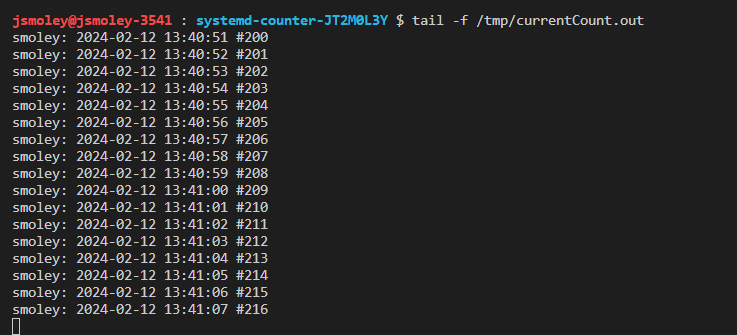 jsmoley@jsmoley-3541 : systemd-counter-JT2M0L3Y $ tail -f /tmp/currentCount.out
smoley: 2024-02-12 13:40:51 #200
smoley: 2024-02-12 13:40:52 #201
smoley: 2024-02-12 13:40:53 #202
smoley: 2024-02-12 13:40:54 #203
smoley: 2024-02-12 13:40:55 #204
smoley: 2024-02-12 13:40:56 #205
smoley: 2024-02-12 13:40:57 #206
smoley: 2024-02-12 13:40:58 #207
smoley: 2024-02-12 13:40:59 #208
smoley: 2024-02-12 13:41:00 #209
smoley: 2024-02-12 13:41:01 #210
smoley: 2024-02-12 13:41:02 #211
smoley: 2024-02-12 13:41:03 #212
smoley: 2024-02-12 13:41:04 #213
smoley: 2024-02-12 13:41:05 #214
smoley: 2024-02-12 13:41:06 #215
smoley: 2024-02-12 13:41:07 #216